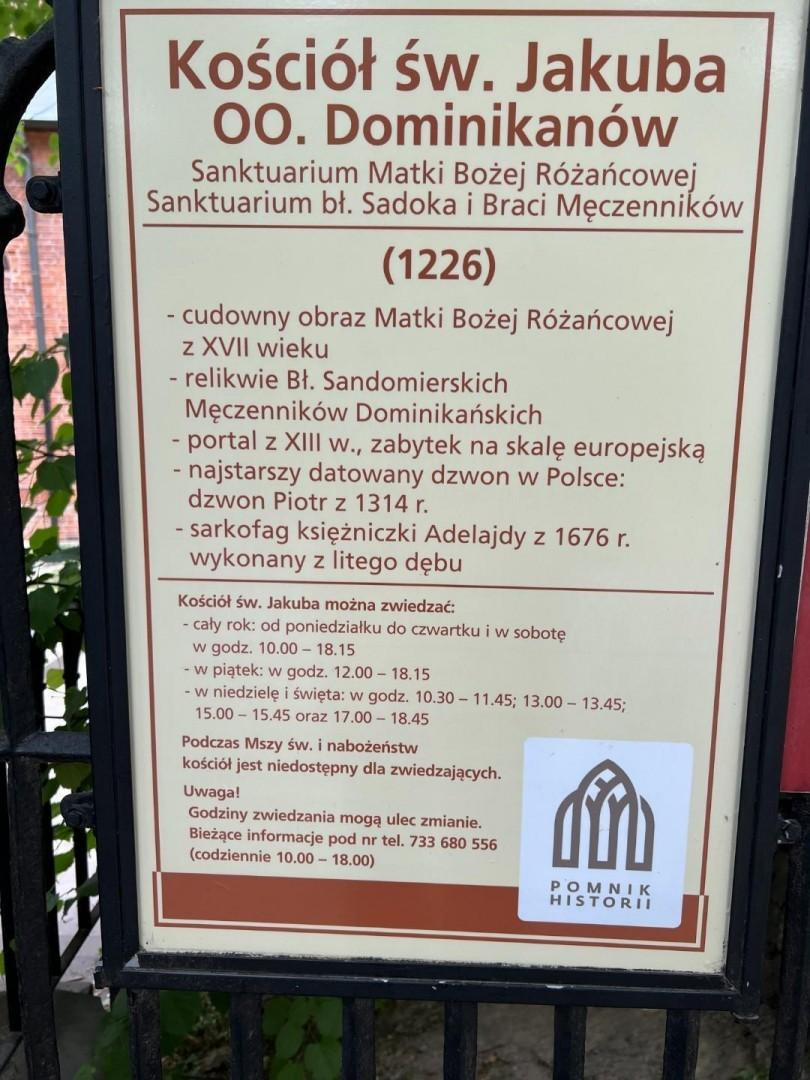 Kościół św. Jakuba
OO. Dominikanów
Sanktuarium Matki Bożej Różańcowej
Sanktuarium bł. Sadoka i Braci Męczenników
(1226)
- cudowny obraz Matki Bożej Różańcowej
z XVII wieku
- relikwie Bł. Sandomierskich
Męczenników Dominikańskich
- portal z XIII w., zabytek na skalę europejską
- najstarszy datowany dzwon w Polsce:
dzwon Piotr z 1314 r.
- sarkofag księżniczki Adelajdy z 1676 r.
wykonany z litego dębu
Kościół św. Jakuba można zwiedzać:
- cały rok: od poniedziałku do czwartku i w sobotę
w godz. 10.00 – 18.15
- w piątek: w godz. 12.00 – 18.15
- w niedzielę i święta: w godz. 10.30 – 11.45; 13.00 – 13.45;
15.00 – 15.45 oraz 17.00 – 18.45
Podczas Mszy św. i nabożeństw
kościół jest niedostępny dla zwiedzających.
Uwaga!
Godziny zwiedzania mogą ulec zmianie.
Bieżące informacje pod nr tel. 733 680 556
(codziennie 10.00 – 18.00)
POMNIK
HISTORII